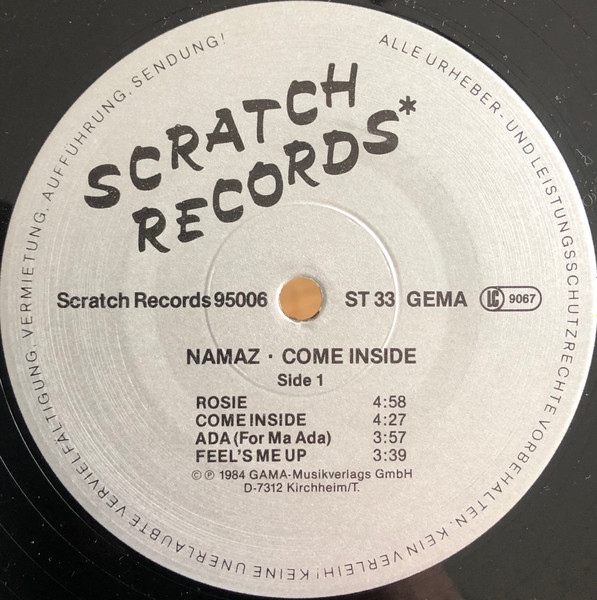 SCRATCH
RECORDS*
Scratch Records 95006 ST 33 GEMA LC 9067
NAMAZ · COME INSIDE
Side 1
ROSIE 4:58
COME INSIDE 4:27
ADA (For Ma Ada) 3:57
FEEL'S ME UP 3:39
© ℗ 1984 GAMA-Musikverlags GmbH
D-7312 Kirchheim/T.
ALLE URHEBER- UND LEISTUNGSSCHUTZRECHTE VORBEHALTEN. KEIN VERLEIH! KEINE UNERLAUBTE VERVIELFÄLTIGUNG, VERMIETUNG, AUFFÜHRUNG, SENDUNG!